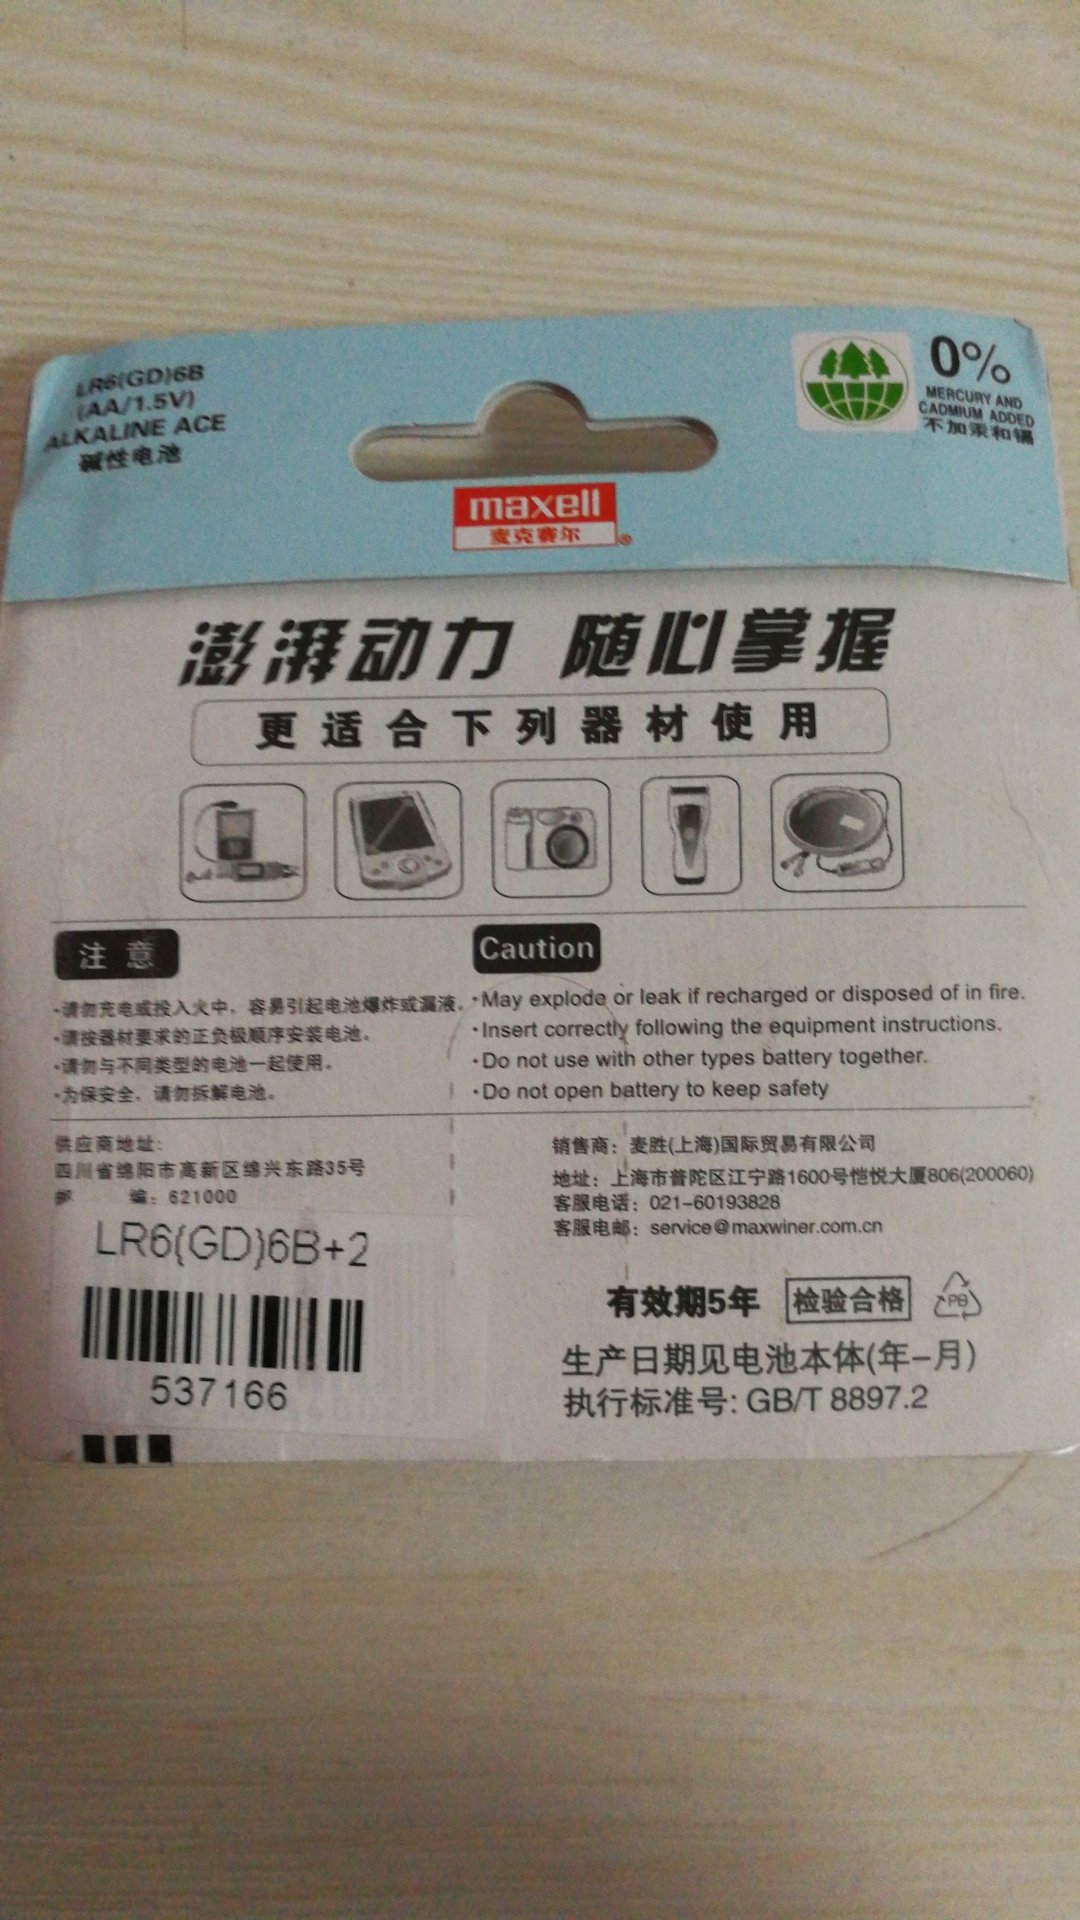 LR6(GD)6B
(AA/1.5V)
ALKALINE ACE
碱性电池
0%
MERCURY AND
CADMIUM ADDED
不加汞和镉
maxell
麦克赛尔®
澎湃动力 随心掌握
更适合下列器材使用
注 意
·请勿充电或投入火中，容易引起电池爆炸或漏液。
·请按器材要求的正负极顺序安装电池。
·请勿与不同类型的电池一起使用。
·为保安全，请勿拆解电池。
Caution
·May explode or leak if recharged or disposed of in fire.
·Insert correctly following the equipment instructions.
·Do not use with other types battery together.
·Do not open battery to keep safety
供应商地址:
四川省绵阳市高新区绵兴东路35号
邮 编：621000
销售商：麦胜(上海)国际贸易有限公司
地址：上海市普陀区江宁路1600号恺悦大厦806(200060)
客服电话：021-60193828
客服电邮：service@maxwiner.com.cn
LR6(GD)6B+2
537166
有效期5年 检验合格 PB
生产日期见电池本体(年-月)
执行标准号: GB/T 8897.2